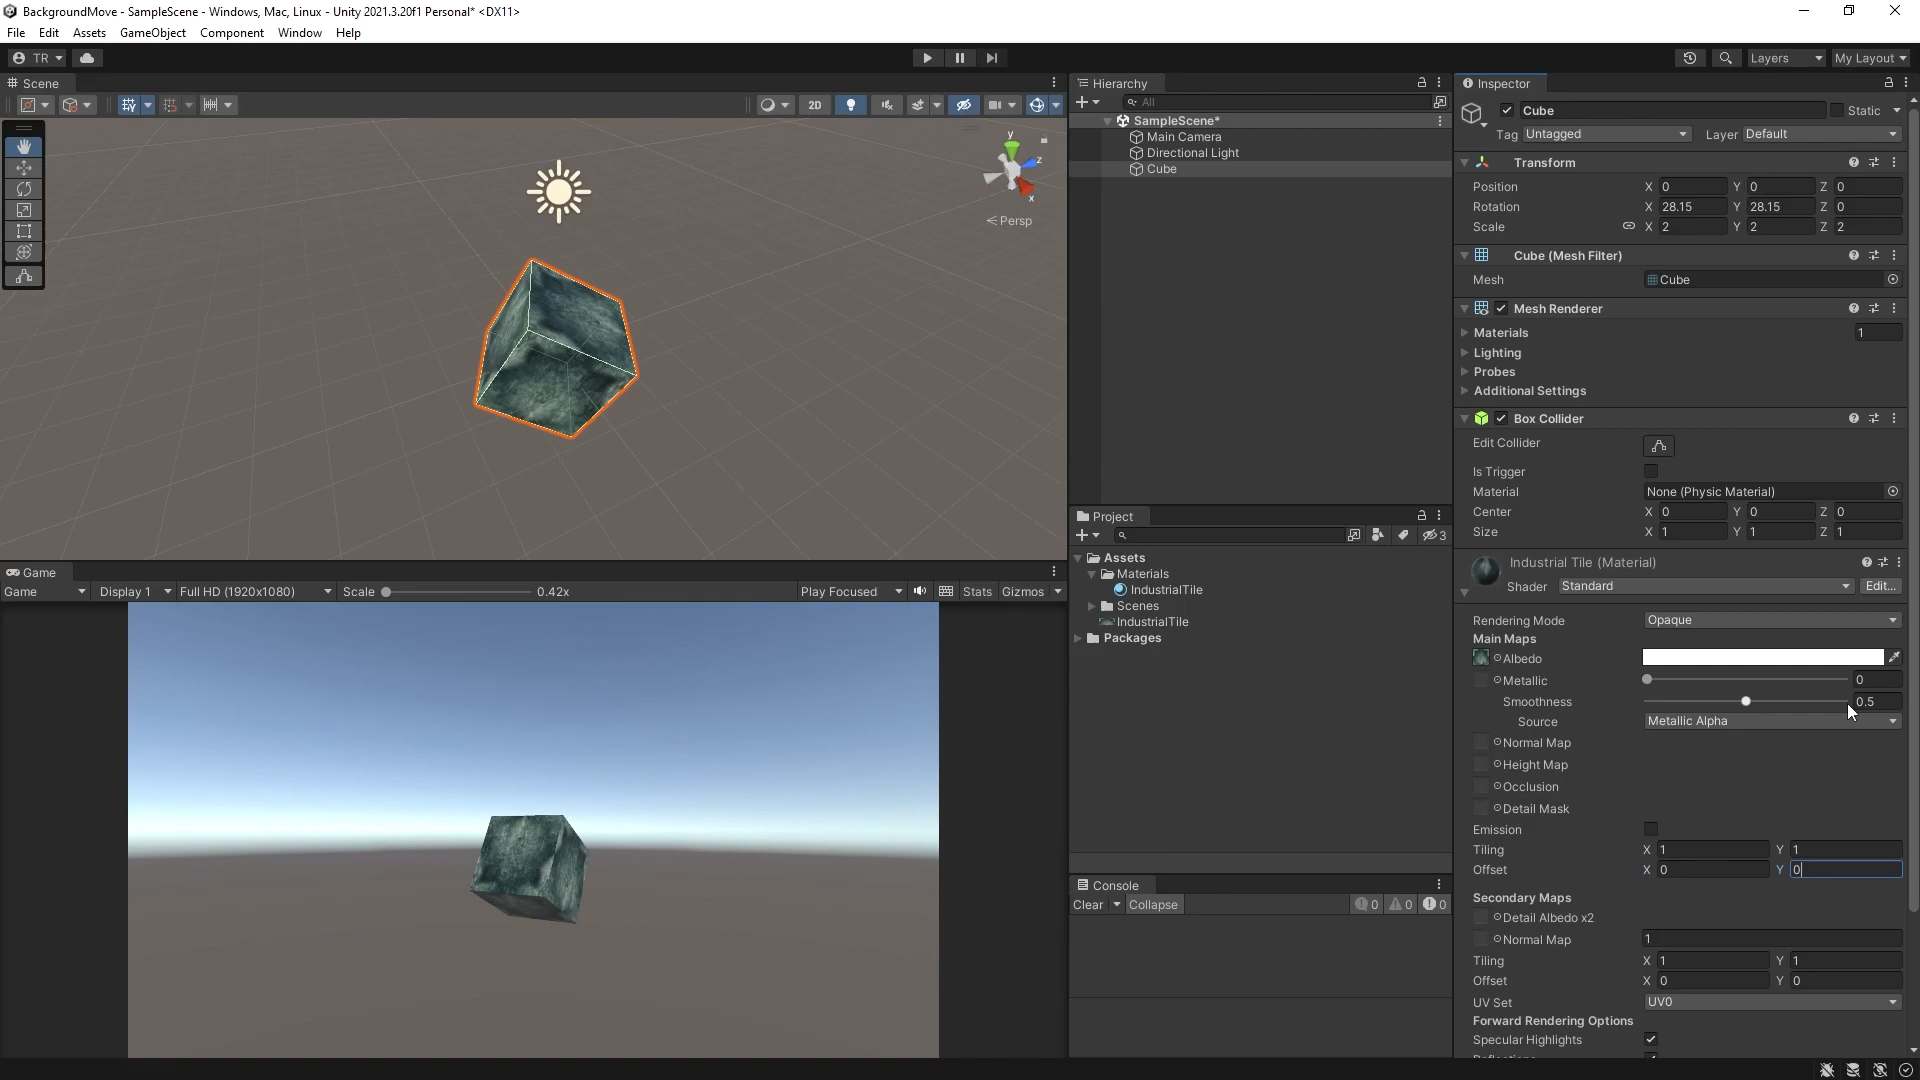 BackgroundMove - SampleScene - Windows, Mac, Linux - Unity 2021.3.20f1 Personal* <DX11>
File Edit Assets GameObject Component Window Help
TR Layers My Layout
Scene
2D
y
z
x
Persp
Game
Game Display 1 Full HD (1920x1080) Scale 0.42x Play Focused Stats Gizmos
Hierarchy
All
SampleScene*
Main Camera
Directional Light
Cube
Project
3
Assets
Materials
IndustrialTile
Scenes
IndustrialTile
Packages
Console
Clear Collapse 0 0 0
Inspector
Cube Static
Tag Untagged Layer Default
Transform
Position X 0 Y 0 Z 0
Rotation X 28.15 Y 28.15 Z 0
Scale X 2 Y 2 Z 2
Cube (Mesh Filter)
Mesh Cube
Mesh Renderer
Materials 1
Lighting
Probes
Additional Settings
Box Collider
Edit Collider
Is Trigger
Material None (Physic Material)
Center X 0 Y 0 Z 0
Size X 1 Y 1 Z 1
Industrial Tile (Material)
Shader Standard Edit...
Rendering Mode Opaque
Main Maps
Albedo
Metallic 0
Smoothness 0.5
Source Metallic Alpha
Normal Map
Height Map
Occlusion
Detail Mask
Emission
Tiling X 1 Y 1
Offset X 0 Y 0
Secondary Maps
Detail Albedo x2
Normal Map 1
Tiling X 1 Y 1
Offset X 0 Y 0
UV Set UV0
Forward Rendering Options
Specular Highlights